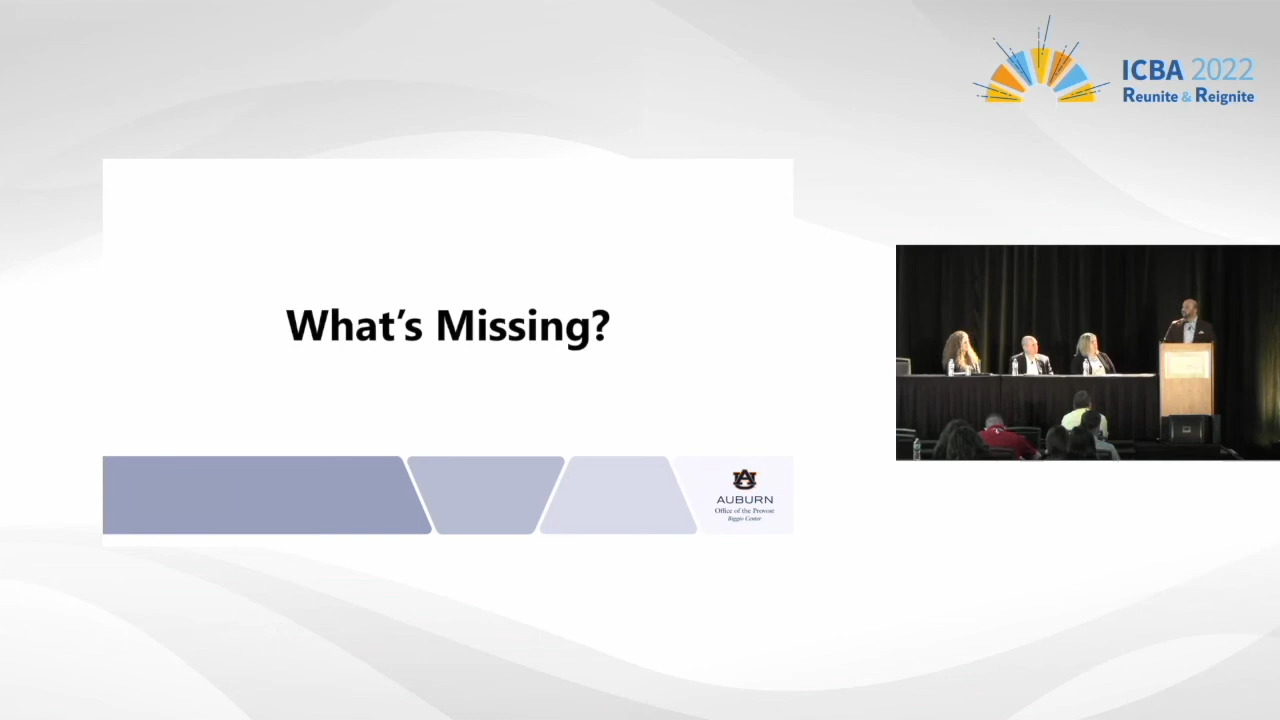 ICBA 2022
Reunite & Reignite
What's Missing?
AUBURN
Office of the Provost
Biggio Center